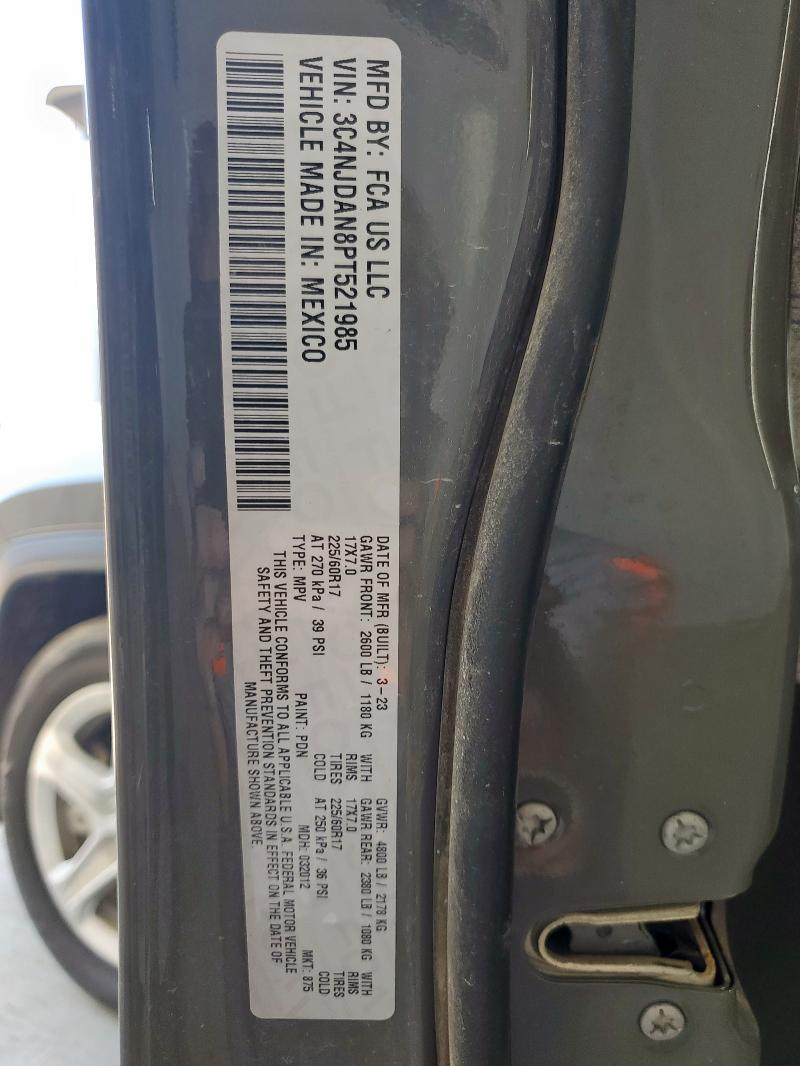 MFD BY: FCA US LLC
VIN: 3C4NJDAN8PT521985
VEHICLE MADE IN: MEXICO
DATE OF MFR (BUILT): 3-23 GVWR: 4800 LB / 2178 KG
GAWR FRONT: 2600 LB / 1180 KG WITH GAWR REAR: 2380 LB / 1080 KG WITH
17X7.0 RIMS 17X7.0 RIMS
225/60R17 TIRES 225/60R17 TIRES
AT 270 kPa / 39 PSI COLD AT 250 kPa / 36 PSI COLD
TYPE: MPV PAINT: PDN MDH: 032012 MKT: 875
THIS VEHICLE CONFORMS TO ALL APPLICABLE U.S.A. FEDERAL MOTOR VEHICLE
SAFETY AND THEFT PREVENTION STANDARDS IN EFFECT ON THE DATE OF
MANUFACTURE SHOWN ABOVE.